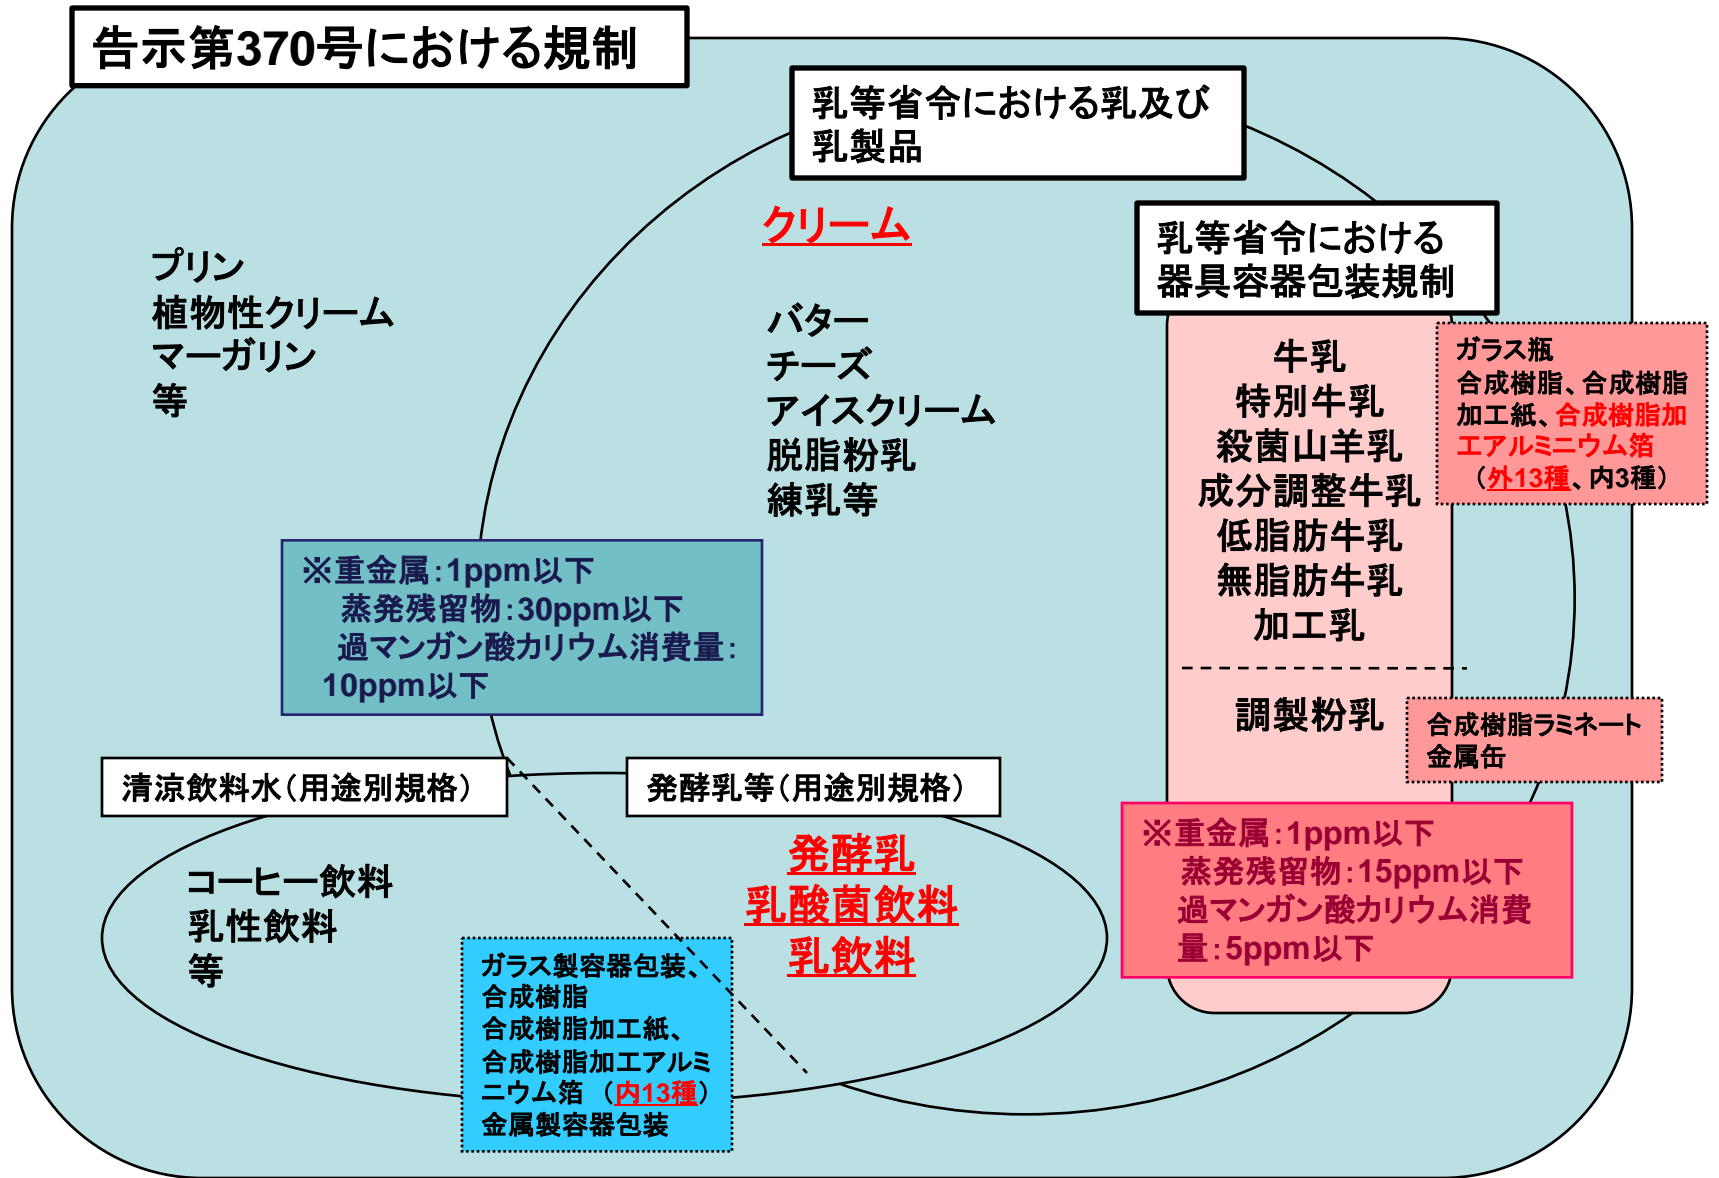 告示第370号における規制
乳等省令における乳及び
乳製品
クリーム
乳等省令における
器具容器包装規制
プリン
植物性クリーム
マーガリン
等
バター
チーズ
アイスクリーム
脱脂粉乳
練乳等
牛乳
特別牛乳
殺菌山羊乳
成分調整牛乳
低脂肪牛乳
無脂肪牛乳
加工乳
調製粉乳
ガラス瓶
合成樹脂、合成樹脂
加工紙、合成樹脂加
工アルミニウム箔
（外13種、内3種）
※重金属：1ppm以下
蒸発残留物：30ppm以下
過マンガン酸カリウム消費量：
10ppm以下
合成樹脂ラミネート
金属缶
清涼飲料水（用途別規格）
発酵乳等（用途別規格）
コーヒー飲料
乳性飲料
等
発酵乳
乳酸菌飲料
乳飲料
※重金属：1ppm以下
蒸発残留物：15ppm以下
過マンガン酸カリウム消費
量：5ppm以下
ガラス製容器包装、
合成樹脂
合成樹脂加工紙、
合成樹脂加工アルミ
ニウム箔（内13種）
金属製容器包装